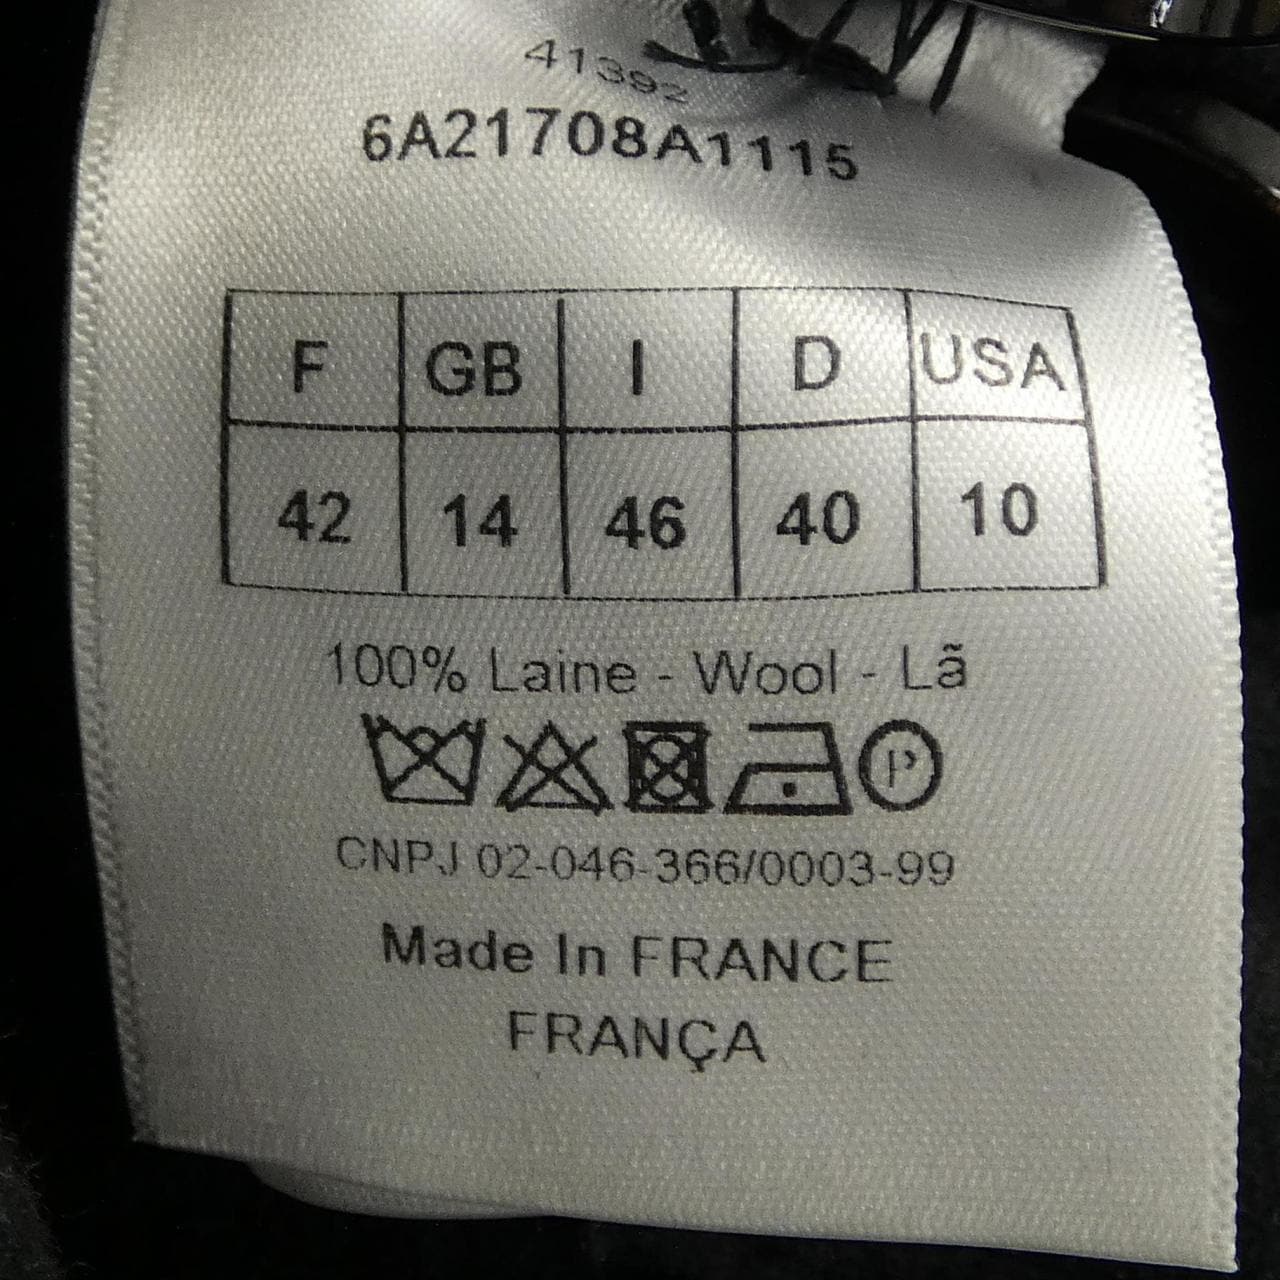 41392
6A21708A1115
F GB I D USA
42 14 46 40 10
100% Laine - Wool - Lã
P
CNPJ 02-046-366/0003-99
Made In FRANCE
FRANÇA